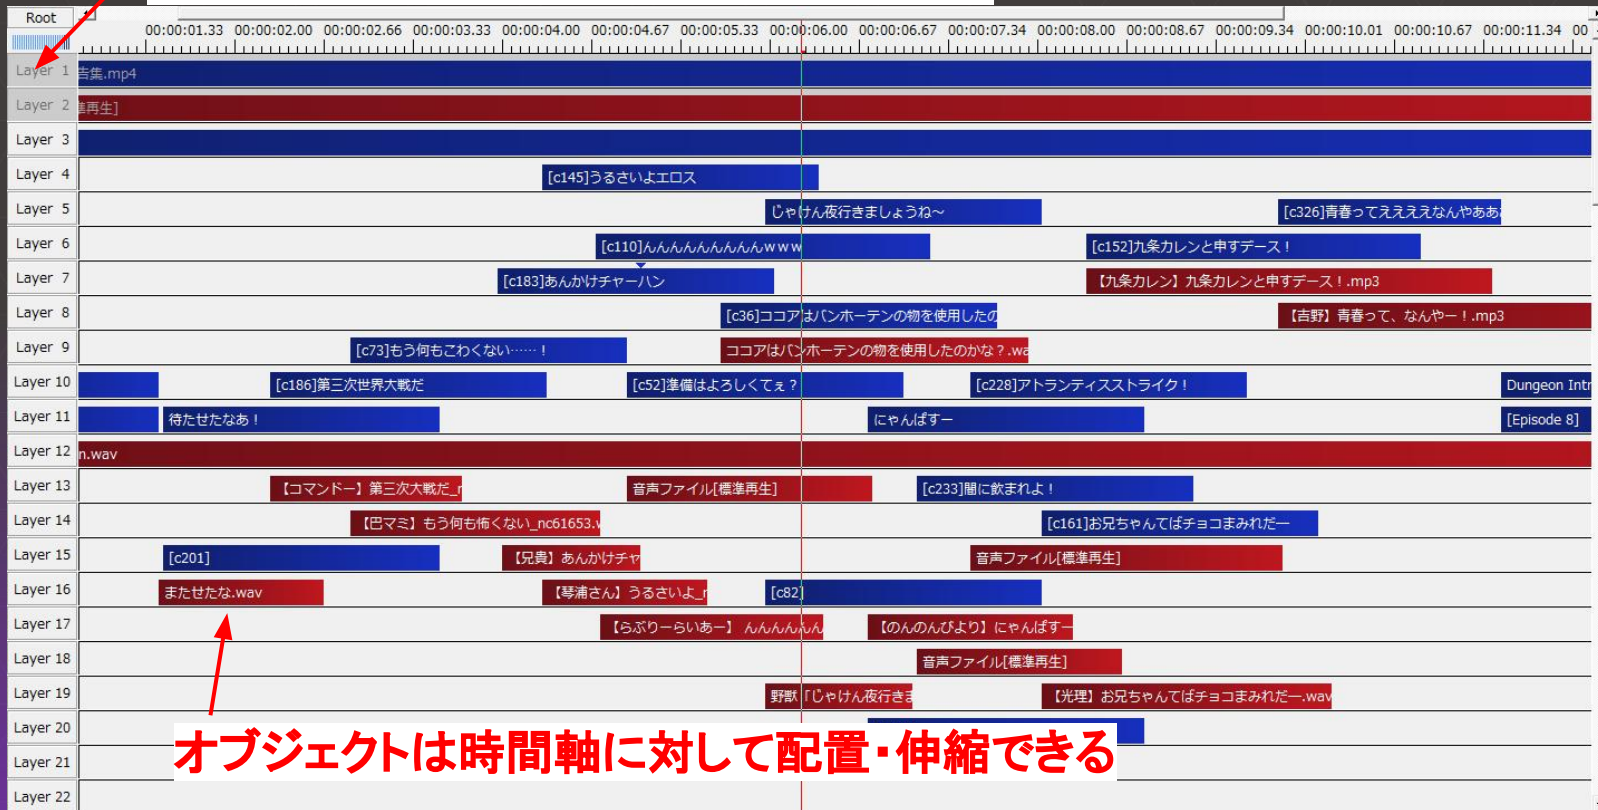 Root
00:00:01.33 00:00:02.00 00:00:02.66 00:00:03.33 00:00:04.00 00:00:04.67 00:00:05.33 00:00:06.00 00:00:06.67 00:00:07.34 00:00:08.00 00:00:08.67 00:00:09.34 00:00:10.01 00:00:10.67 00:00:11.34 00
Layer 1 吉集.mp4
Layer 2 準再生]
Layer 3
Layer 4 [c145]うるさいよエロス
Layer 5 じゃけん夜行きましょうね～ [c326]青春ってええええなんやああ
Layer 6 [c110]んんんんんんんんんｗｗｗ [c152]九条カレンと申すデース！
Layer 7 [c183]あんかけチャーハン 【九条カレン】九条カレンと申すデース！.mp3
Layer 8 [c36]ココアはバンホーテンの物を使用したの 【吉野】青春って、なんやー！.mp3
Layer 9 [c73]もう何もこわくない……！ ココアはバンホーテンの物を使用したのかな？.wa
Layer 10 [c186]第三次世界大戦だ [c52]準備はよろしくてぇ？ [c228]アトランティスストライク！ Dungeon Intr
Layer 11 待たせたなあ！ にゃんぱすー [Episode 8]
Layer 12 n.wav
Layer 13 【コマンドー】第三次大戦だ_r 音声ファイル[標準再生] [c233]闇に飲まれよ！
Layer 14 【巴マミ】もう何も怖くない_nc61653.v [c161]お兄ちゃんてばチョコまみれだー
Layer 15 [c201] 【兄貴】あんかけチャ 音声ファイル[標準再生]
Layer 16 またせたな.wav 【琴浦さん】うるさいよ_r [c82]
Layer 17 【らぶりーらいあー】 んんんんんん 【のんのんびより】にゃんぱすー
Layer 18 音声ファイル[標準再生]
Layer 19 野獣「じゃけん夜行きま 【光理】お兄ちゃんてばチョコまみれだー.wav
Layer 20
オブジェクトは時間軸に対して配置・伸縮できる
Layer 21
Layer 22